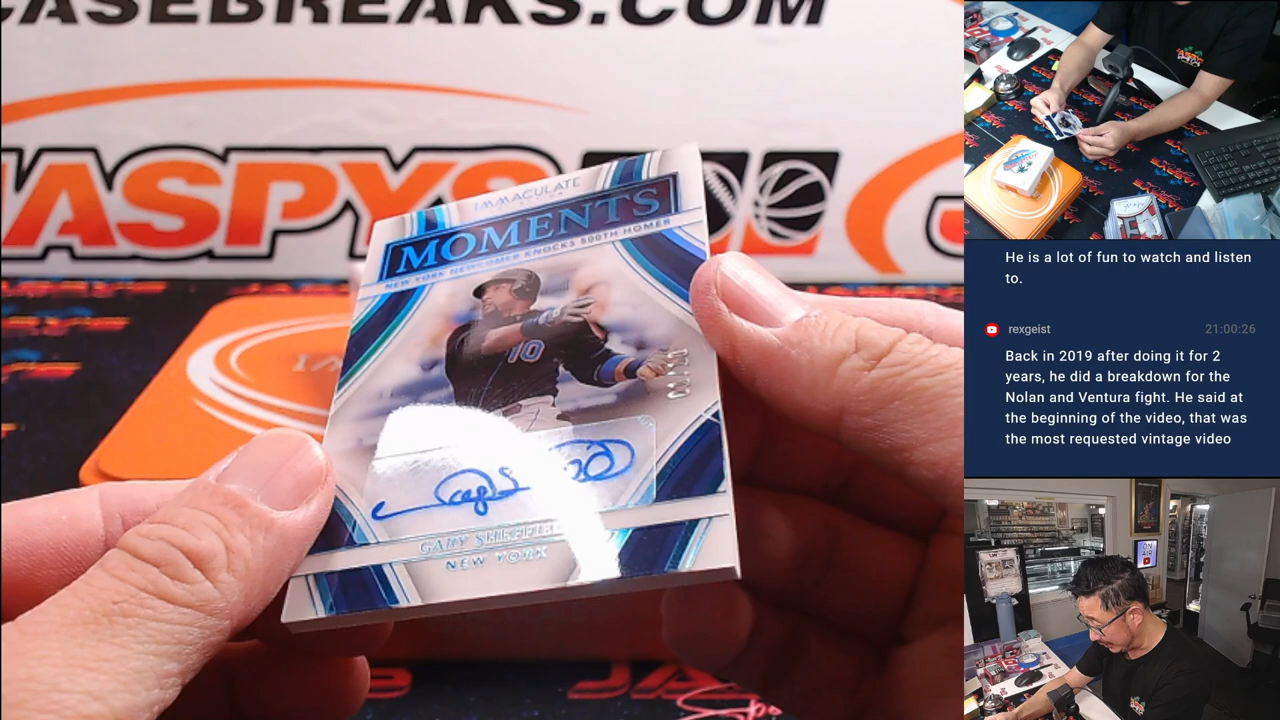 CASEBREAKS.COM
JASPYS
IMMACULATE
MOMENTS
NEW YORK NEWCOMER KNOCKS 500TH HOMER
10
GARY SHEFFIELD
NEW YORK
He is a lot of fun to watch and listen
to.
rexgeist 21:00:26
Back in 2019 after doing it for 2
years, he did a breakdown for the
Nolan and Ventura fight. He said at
the beginning of the video, that was
the most requested vintage video
ON
AIR